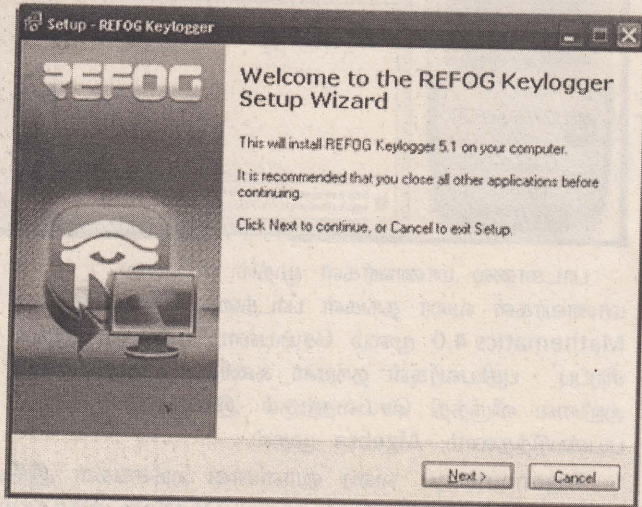 Setup - REFOG Keylogger
REFOG
Welcome to the REFOG Keylogger
Setup Wizard
This will install REFOG Keylogger 5.1 on your computer.
It is recommended that you close all other applications before
continuing.
Click Next to continue, or Cancel to exit Setup.
Next >
Cancel